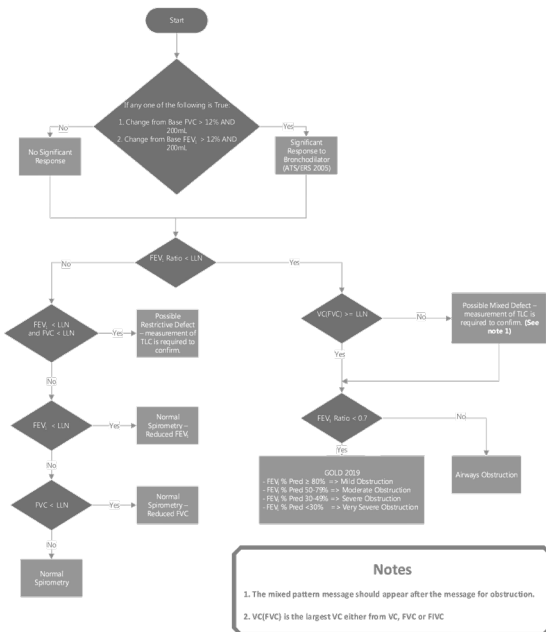 Start
If any one of the following is True
1. Change from Base FVC > 12% AND
200mL
2. Change from Base FEV₁ > 12% AND
200mL
No
Yes
No Significant
Response
Significant
Response to
Bronchodilator
(ATS/ERS 2005)
FEV₁ Ratio < LLN
No
Yes
FEV₁ < LLN
and FVC < LLN
Yes
Possible
Restrictive Defect
– measurement of
TLC is required to
confirm.
VC(FVC) >= LLN
No
Possible Mixed Defect –
measurement of TLC is
required to confirm. (See
note 1)
No
Yes
FEV₁ < LLN
Yes
Normal
Spirometry –
Reduced FEV₁
FEV₁ Ratio < 0.7
No
Airways Obstruction
No
Yes
GOLD 2019
- FEV₁ % Pred ≥ 80% => Mild Obstruction
- FEV₁ % Pred 50-79% => Moderate Obstruction
- FEV₁ % Pred 30-49% => Severe Obstruction
- FEV₁ % Pred <30% => Very Severe Obstruction
FVC < LLN
Yes
Normal
Spirometry –
Reduced FVC
No
Normal
Spirometry
Notes
1. The mixed pattern message should appear after the message for obstruction.
2. VC(FVC) is the largest VC either from VC, FVC or FIVC